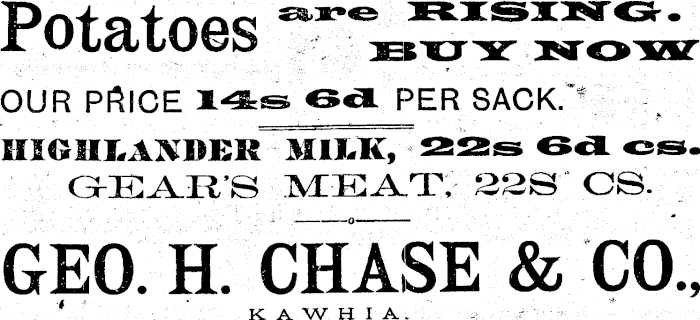 Potatoes are RISING.
BUY NOW
OUR PRICE 14s 6d PER SACK.
HIGHLANDER MILK, 22s 6d cs.
GEAR'S MEAT, 22S CS.
GEO. H. CHASE & CO.,
KAWHIA.